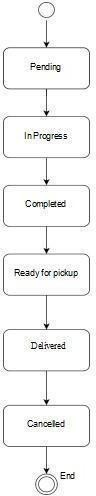 Pending
In Progress
Completed
Ready for pickup
Delivered
Cancelled
End